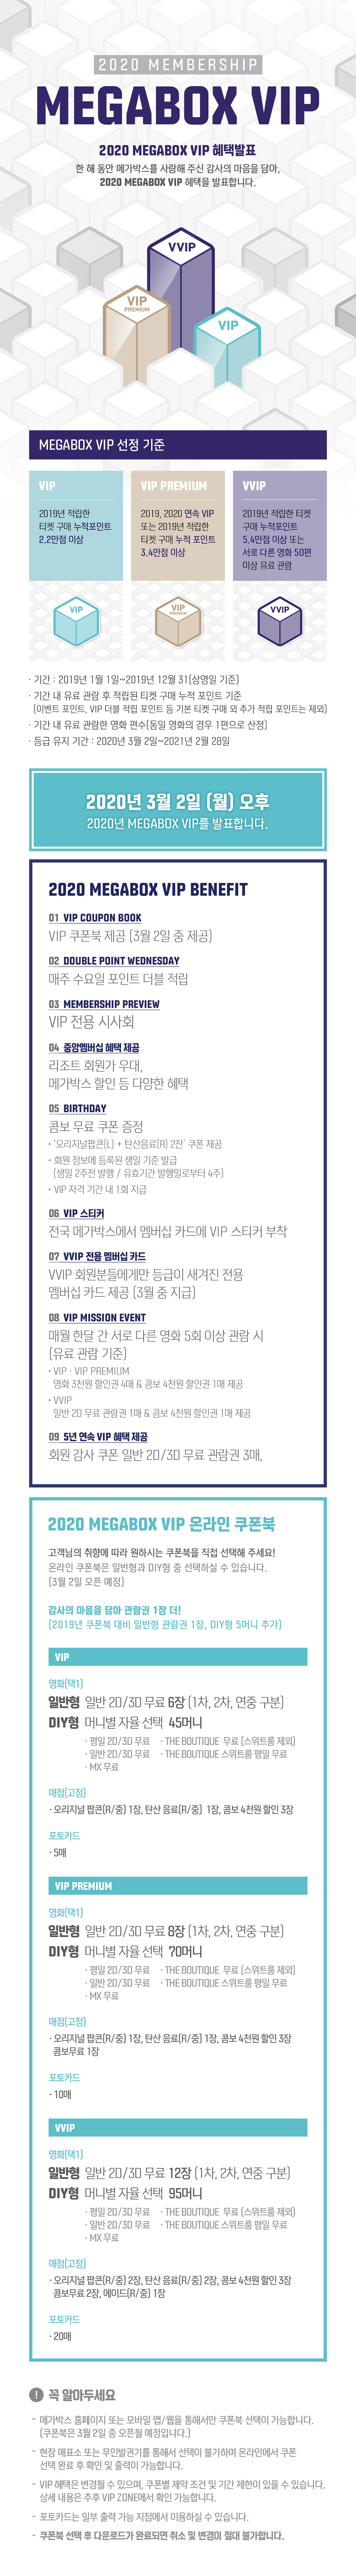 2020 MEMBERSHIP
MEGABOX VIP
2020 MEGABOX VIP 혜택발표
한 해 동안 메가박스를 사랑해 주신 감사의 마음을 담아,
2020 MEGABOX VIP 혜택을 발표합니다.
VVIP
VIP
PREMIUM
VIP
MEGABOX VIP 선정 기준
VIP
2019년 적립한
티켓 구매 누적포인트
2.2만점 이상
VIP PREMIUM
2019, 2020 연속 VIP
또는 2019년 적립한
티켓 구매 누적 포인트
3.4만점 이상
VVIP
2019년 적립한 티켓
구매 누적포인트
5.4만점 이상 또는
서로 다른 영화 50편
이상 유료 관람
VIP
VIP
PREMIUM
VVIP
· 기간 : 2019년 1월 1일~2019년 12월 31(상영일 기준)
· 기간 내 유료 관람 후 적립된 티켓 구매 누적 포인트 기준
(이벤트 포인트, VIP 더블 적립 포인트 등 기본 티켓 구매 외 추가 적립 포인트는 제외)
· 기간 내 유료 관람한 영화 편수(동일 영화의 경우 1편으로 산정)
· 등급 유지 기간 : 2020년 3월 2일~2021년 2월 28일
2020년 3월 2일 (월) 오후
2020년 MEGABOX VIP를 발표합니다.
2020 MEGABOX VIP BENEFIT
01 VIP COUPON BOOK
VIP 쿠폰북 제공 (3월 2일 중 제공)
02 DOUBLE POINT WEDNESDAY
매주 수요일 포인트 더블 적립
03 MEMBERSHIP PREVIEW
VIP 전용 시사회
04 중앙멤버십 혜택 제공
리조트 회원가 우대,
메가박스 할인 등 다양한 혜택
05 BIRTHDAY
콤보 무료 쿠폰 증정
· '오리지널팝콘(L) + 탄산음료(R) 2잔' 쿠폰 제공
· 회원 정보에 등록된 생일 기준 발급
(생일 2주전 발행 / 유효기간 발행일로부터 4주)
· VIP 자격 기간 내 1회 지급
06 VIP 스티커
전국 메가박스에서 멤버십 카드에 VIP 스티커 부착
07 VVIP 전용 멤버십 카드
VVIP 회원분들에게만 등급이 새겨진 전용
멤버십 카드 제공 (3월 중 지급)
08 VIP MISSION EVENT
매월 한달 간 서로 다른 영화 5회 이상 관람 시
(유료 관람 기준)
· VIP · VIP PREMIUM
영화 3천원 할인권 4매 & 콤보 4천원 할인권 1매 제공
· VVIP
일반 2D 무료 관람권 1매 & 콤보 4천원 할인권 1매 제공
09 5년 연속 VIP 혜택 제공
회원 감사 쿠폰 일반 2D/3D 무료 관람권 3매,
2020 MEGABOX VIP 온라인 쿠폰북
고객님의 취향에 따라 원하시는 쿠폰북을 직접 선택해 주세요!
온라인 쿠폰북은 일반형과 DIY형 중 선택하실 수 있습니다.
(3월 2일 오픈 예정)
감사의 마음을 담아 관람권 1장 더!
(2019년 쿠폰북 대비 일반형 관람권 1장, DIY형 5머니 추가)
VIP
영화(택1)
일반형 일반 2D/3D 무료 6장 (1차, 2차, 연중 구분)
DIY형 머니별 자율 선택 45머니
· 평일 2D/3D 무료 · THE BOUTIQUE 무료 (스위트룸 제외)
· 일반 2D/3D 무료 · THE BOUTIQUE 스위트룸 평일 무료
· MX 무료
매점(고정)
· 오리지널 팝콘(R/중) 1장, 탄산 음료(R/중) 1장, 콤보 4천원 할인 3장
포토카드
· 5매
VIP PREMIUM
영화(택1)
일반형 일반 2D/3D 무료 8장 (1차, 2차, 연중 구분)
DIY형 머니별 자율 선택 70머니
· 평일 2D/3D 무료 · THE BOUTIQUE 무료 (스위트룸 제외)
· 일반 2D/3D 무료 · THE BOUTIQUE 스위트룸 평일 무료
· MX 무료
매점(고정)
· 오리지널 팝콘(R/중) 1장, 탄산 음료(R/중) 1장, 콤보 4천원 할인 3장
콤보무료 1장
포토카드
· 10매
VVIP
영화(택1)
일반형 일반 2D/3D 무료 12장 (1차, 2차, 연중 구분)
DIY형 머니별 자율 선택 95머니
· 평일 2D/3D 무료 · THE BOUTIQUE 무료 (스위트룸 제외)
· 일반 2D/3D 무료 · THE BOUTIQUE 스위트룸 평일 무료
· MX 무료
매점(고정)
· 오리지널 팝콘(R/중) 2장, 탄산 음료(R/중) 2장, 콤보 4천원 할인 3장
콤보무료 2장, 에이드(R/중) 1장
포토카드
· 20매
! 꼭 알아두세요
- 메가박스 홈페이지 또는 모바일 앱/웹을 통해서만 쿠폰북 선택이 가능합니다.
(쿠폰북은 3월 2일 중 오픈될 예정입니다.)
- 현장 매표소 또는 무인발권기를 통해서 선택이 불가하며 온라인에서 쿠폰
선택 완료 후 확인 및 출력이 가능합니다.
- VIP 혜택은 변경될 수 있으며, 쿠폰별 제약 조건 및 기간 제한이 있을 수 있습니다.
상세 내용은 추후 VIP ZONE에서 확인 가능합니다.
- 포토카드는 일부 출력 가능 지점에서 이용하실 수 있습니다.
- 쿠폰북 선택 후 다운로드가 완료되면 취소 및 변경이 절대 불가합니다.